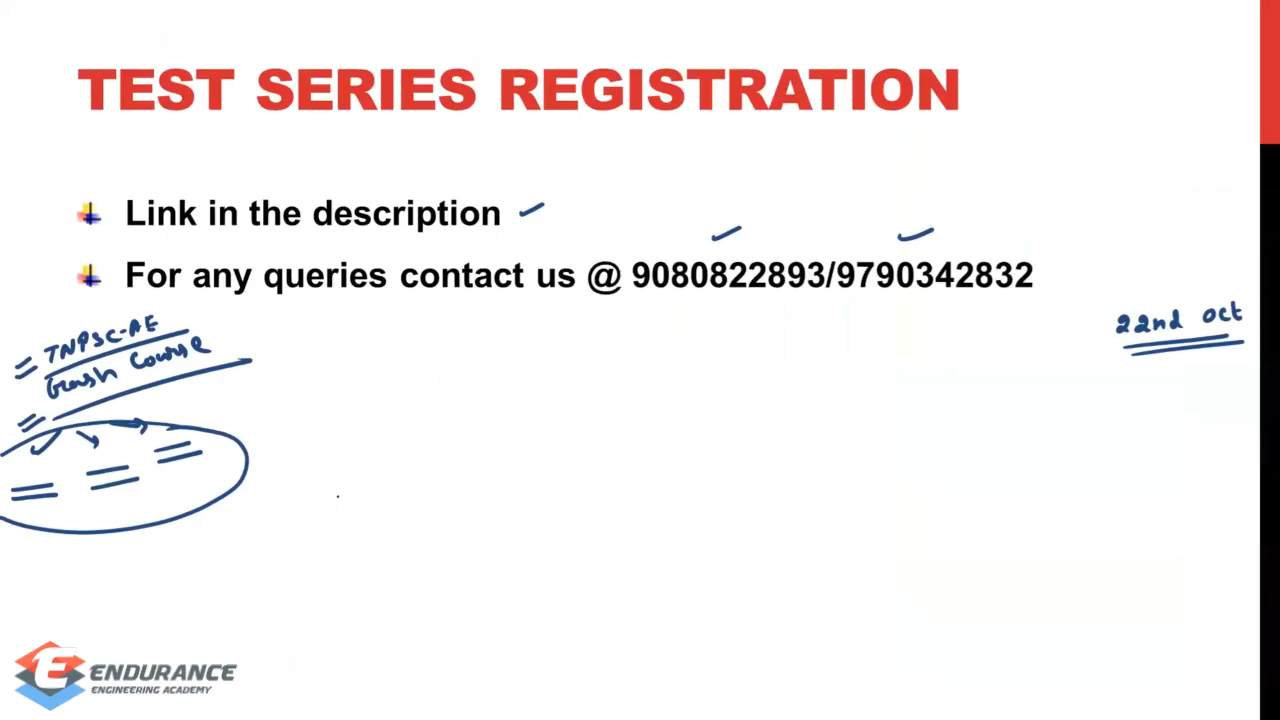 TEST SERIES REGISTRATION
Link in the description
For any queries contact us @ 9080822893/9790342832
22nd Oct
TNPSC-AE
Crash Course
ENDURANCE
ENGINEERING ACADEMY